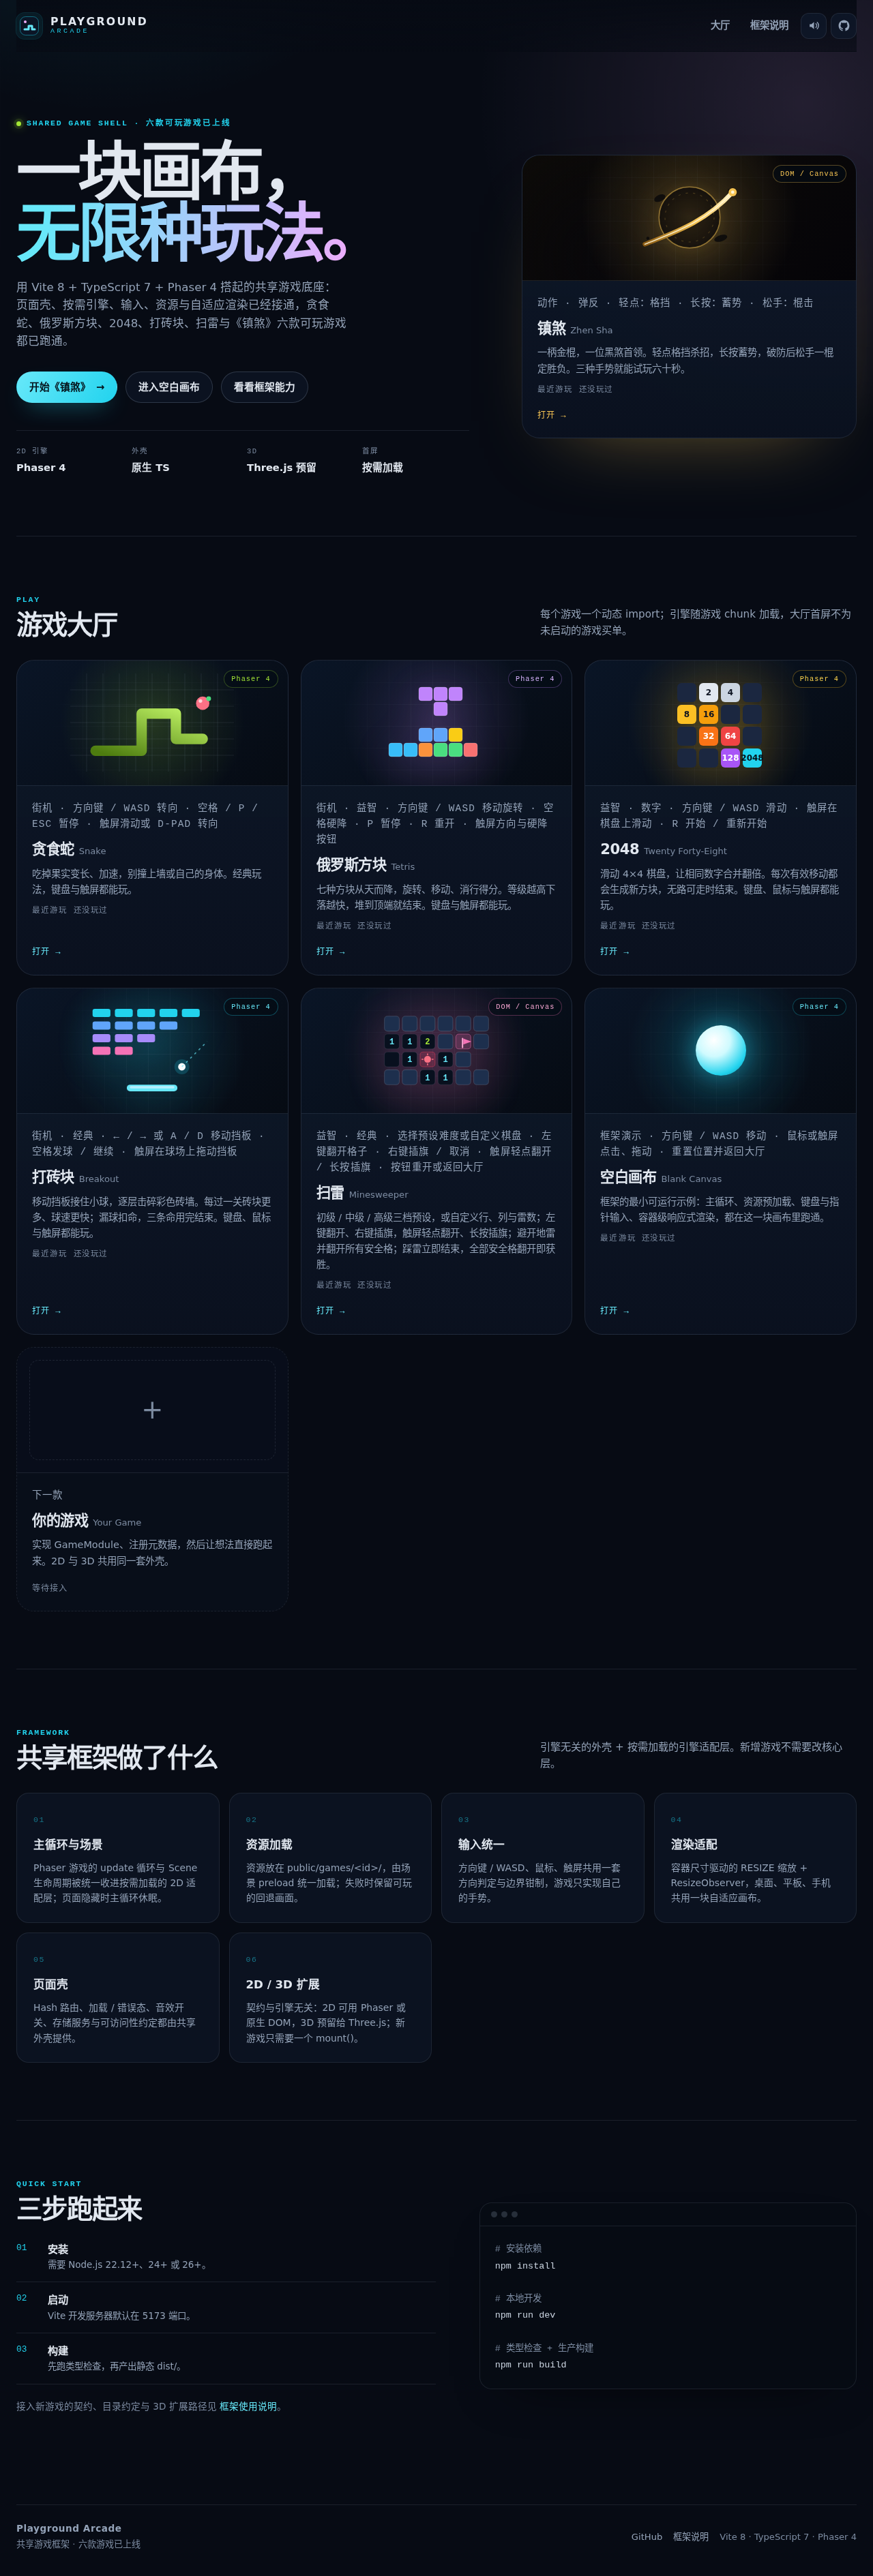 PLAYGROUND
ARCADE
大厅
框架说明
SHARED GAME SHELL · 六款可玩游戏已上线
一块画布，
无限种玩法。
用 Vite 8 + TypeScript 7 + Phaser 4 搭起的共享游戏底座：
页面壳、按需引擎、输入、资源与自适应渲染已经接通，贪食
蛇、俄罗斯方块、2048、打砖块、扫雷与《镇煞》六款可玩游戏
都已跑通。
开始《镇煞》 →
进入空白画布
看看框架能力
2D 引擎
Phaser 4
外壳
原生 TS
3D
Three.js 预留
首屏
按需加载
DOM / Canvas
动作 · 弹反 · 轻点：格挡 · 长按：蓄势 · 松手：棍击
镇煞 Zhen Sha
一柄金棍，一位黑煞首领。轻点格挡杀招，长按蓄势，破防后松手一棍
定胜负。三种手势就能试玩六十秒。
最近游玩 还没玩过
打开 →
PLAY
游戏大厅
每个游戏一个动态 import；引擎随游戏 chunk 加载，大厅首屏不为
未启动的游戏买单。
Phaser 4
街机 · 方向键 / WASD 转向 · 空格 / P /
ESC 暂停 · 触屏滑动或 D-PAD 转向
贪食蛇 Snake
吃掉果实变长、加速，别撞上墙或自己的身体。经典玩
法，键盘与触屏都能玩。
最近游玩 还没玩过
打开 →
Phaser 4
街机 · 益智 · 方向键 / WASD 移动旋转 · 空
格硬降 · P 暂停 · R 重开 · 触屏方向与硬降
按钮
俄罗斯方块 Tetris
七种方块从天而降，旋转、移动、消行得分。等级越高下
落越快，堆到顶端就结束。键盘与触屏都能玩。
最近游玩 还没玩过
打开 →
Phaser 4
2 4
8 16
32 64
128 2048
益智 · 数字 · 方向键 / WASD 滑动 · 触屏在
棋盘上滑动 · R 开始 / 重新开始
2048 Twenty Forty-Eight
滑动 4×4 棋盘，让相同数字合并翻倍。每次有效移动都
会生成新方块，无路可走时结束。键盘、鼠标与触屏都能
玩。
最近游玩 还没玩过
打开 →
Phaser 4
街机 · 经典 · ← / → 或 A / D 移动挡板 ·
空格发球 / 继续 · 触屏在球场上拖动挡板
打砖块 Breakout
移动挡板接住小球，逐层击碎彩色砖墙。每过一关砖块更
多、球速更快；漏球扣命，三条命用完结束。键盘、鼠标
与触屏都能玩。
最近游玩 还没玩过
打开 →
DOM / Canvas
1 1 2
1 1
1 1
益智 · 经典 · 选择预设难度或自定义棋盘 · 左
键翻开格子 · 右键插旗 / 取消 · 触屏轻点翻开
/ 长按插旗 · 按钮重开或返回大厅
扫雷 Minesweeper
初级 / 中级 / 高级三档预设，或自定义行、列与雷数；左
键翻开、右键插旗，触屏轻点翻开、长按插旗；避开地雷
并翻开所有安全格；踩雷立即结束，全部安全格翻开即获
胜。
最近游玩 还没玩过
打开 →
Phaser 4
框架演示 · 方向键 / WASD 移动 · 鼠标或触屏
点击、拖动 · 重置位置并返回大厅
空白画布 Blank Canvas
框架的最小可运行示例：主循环、资源预加载、键盘与指
针输入、容器级响应式渲染，都在这一块画布里跑通。
最近游玩 还没玩过
打开 →
+
下一款
你的游戏 Your Game
实现 GameModule、注册元数据，然后让想法直接跑起
来。2D 与 3D 共用同一套外壳。
等待接入
FRAMEWORK
共享框架做了什么
引擎无关的外壳 + 按需加载的引擎适配层。新增游戏不需要改核心
层。
01
主循环与场景
Phaser 游戏的 update 循环与 Scene
生命周期被统一收进按需加载的 2D 适
配层；页面隐藏时主循环休眠。
02
资源加载
资源放在 public/games/<id>/，由场
景 preload 统一加载；失败时保留可玩
的回退画面。
03
输入统一
方向键 / WASD、鼠标、触屏共用一套
方向判定与边界钳制，游戏只实现自己
的手势。
04
渲染适配
容器尺寸驱动的 RESIZE 缩放 +
ResizeObserver，桌面、平板、手机
共用一块自适应画布。
05
页面壳
Hash 路由、加载 / 错误态、音效开
关、存储服务与可访问性约定都由共享
外壳提供。
06
2D / 3D 扩展
契约与引擎无关：2D 可用 Phaser 或
原生 DOM，3D 预留给 Three.js；新
游戏只需要一个 mount()。
QUICK START
三步跑起来
01
安装
需要 Node.js 22.12+、24+ 或 26+。
02
启动
Vite 开发服务器默认在 5173 端口。
03
构建
先跑类型检查，再产出静态 dist/。
接入新游戏的契约、目录约定与 3D 扩展路径见 框架使用说明。
# 安装依赖
npm install
# 本地开发
npm run dev
# 类型检查 + 生产构建
npm run build
Playground Arcade
共享游戏框架 · 六款游戏已上线
GitHub
框架说明
Vite 8 · TypeScript 7 · Phaser 4